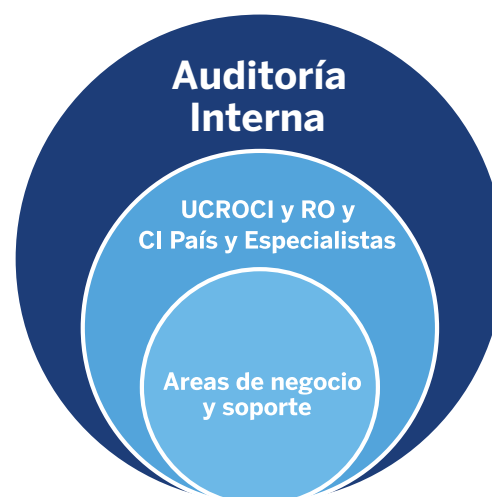 Auditoría
Interna
UCROCI y RO y
CI País y Especialistas
Areas de negocio
y soporte